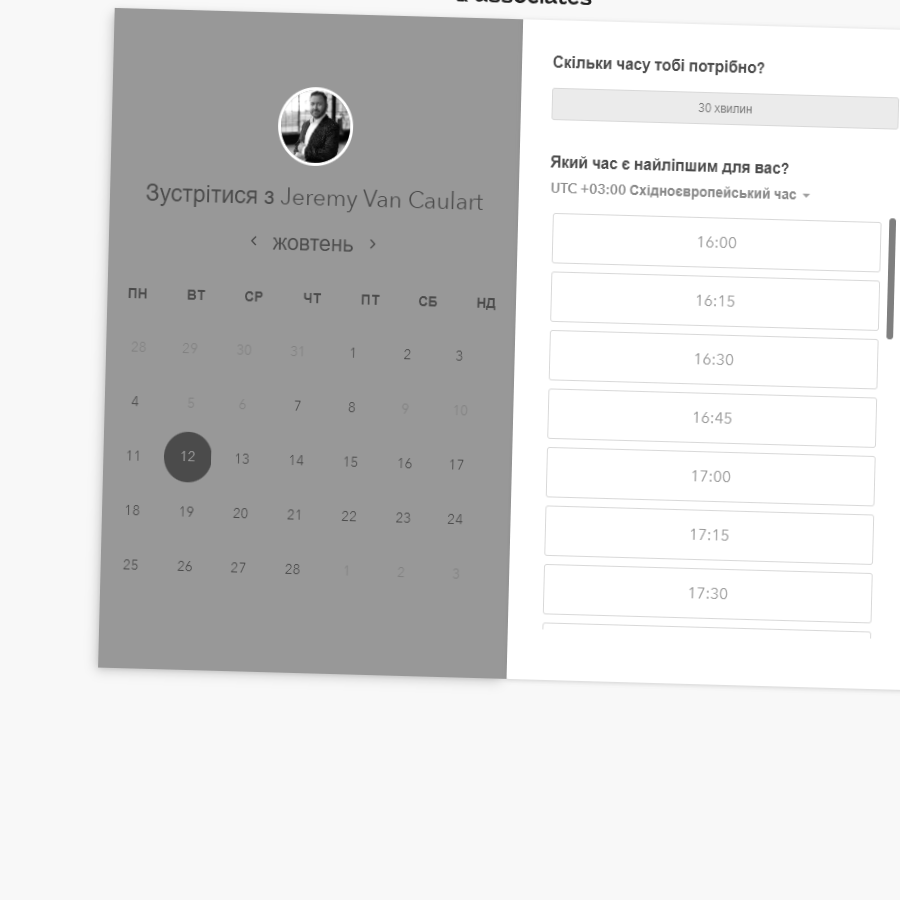 & associates
Зустрітися з Jeremy Van Caulart
жовтень
ПН ВТ СР ЧТ ПТ СБ НД
28 29 30 31 1 2 3
4 5 6 7 8 9 10
11 12 13 14 15 16 17
18 19 20 21 22 23 24
25 26 27 28 1 2 3
Скільки часу тобі потрібно?
30 хвилин
Який час є найліпшим для вас?
UTC +03:00 Східноєвропейський час
16:00
16:15
16:30
16:45
17:00
17:15
17:30